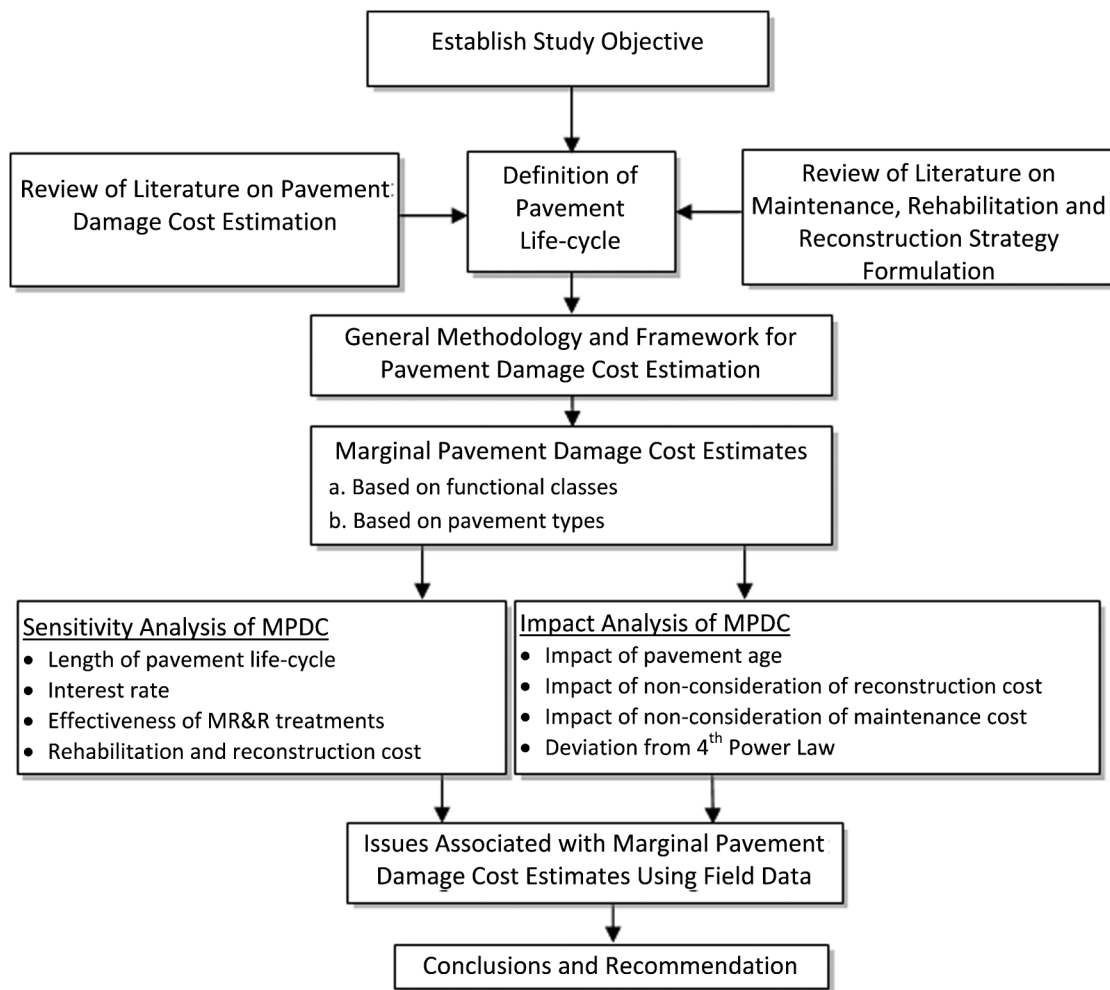 Establish Study Objective
Review of Literature on Pavement
Damage Cost Estimation
Definition of
Pavement
Life-cycle
Review of Literature on
Maintenance, Rehabilitation and
Reconstruction Strategy
Formulation
General Methodology and Framework for
Pavement Damage Cost Estimation
Marginal Pavement Damage Cost Estimates
a. Based on functional classes
b. Based on pavement types
Sensitivity Analysis of MPDC
• Length of pavement life-cycle
• Interest rate
• Effectiveness of MR&R treatments
• Rehabilitation and reconstruction cost
Impact Analysis of MPDC
• Impact of pavement age
• Impact of non-consideration of reconstruction cost
• Impact of non-consideration of maintenance cost
• Deviation from 4th Power Law
Issues Associated with Marginal Pavement
Damage Cost Estimates Using Field Data
Conclusions and Recommendation